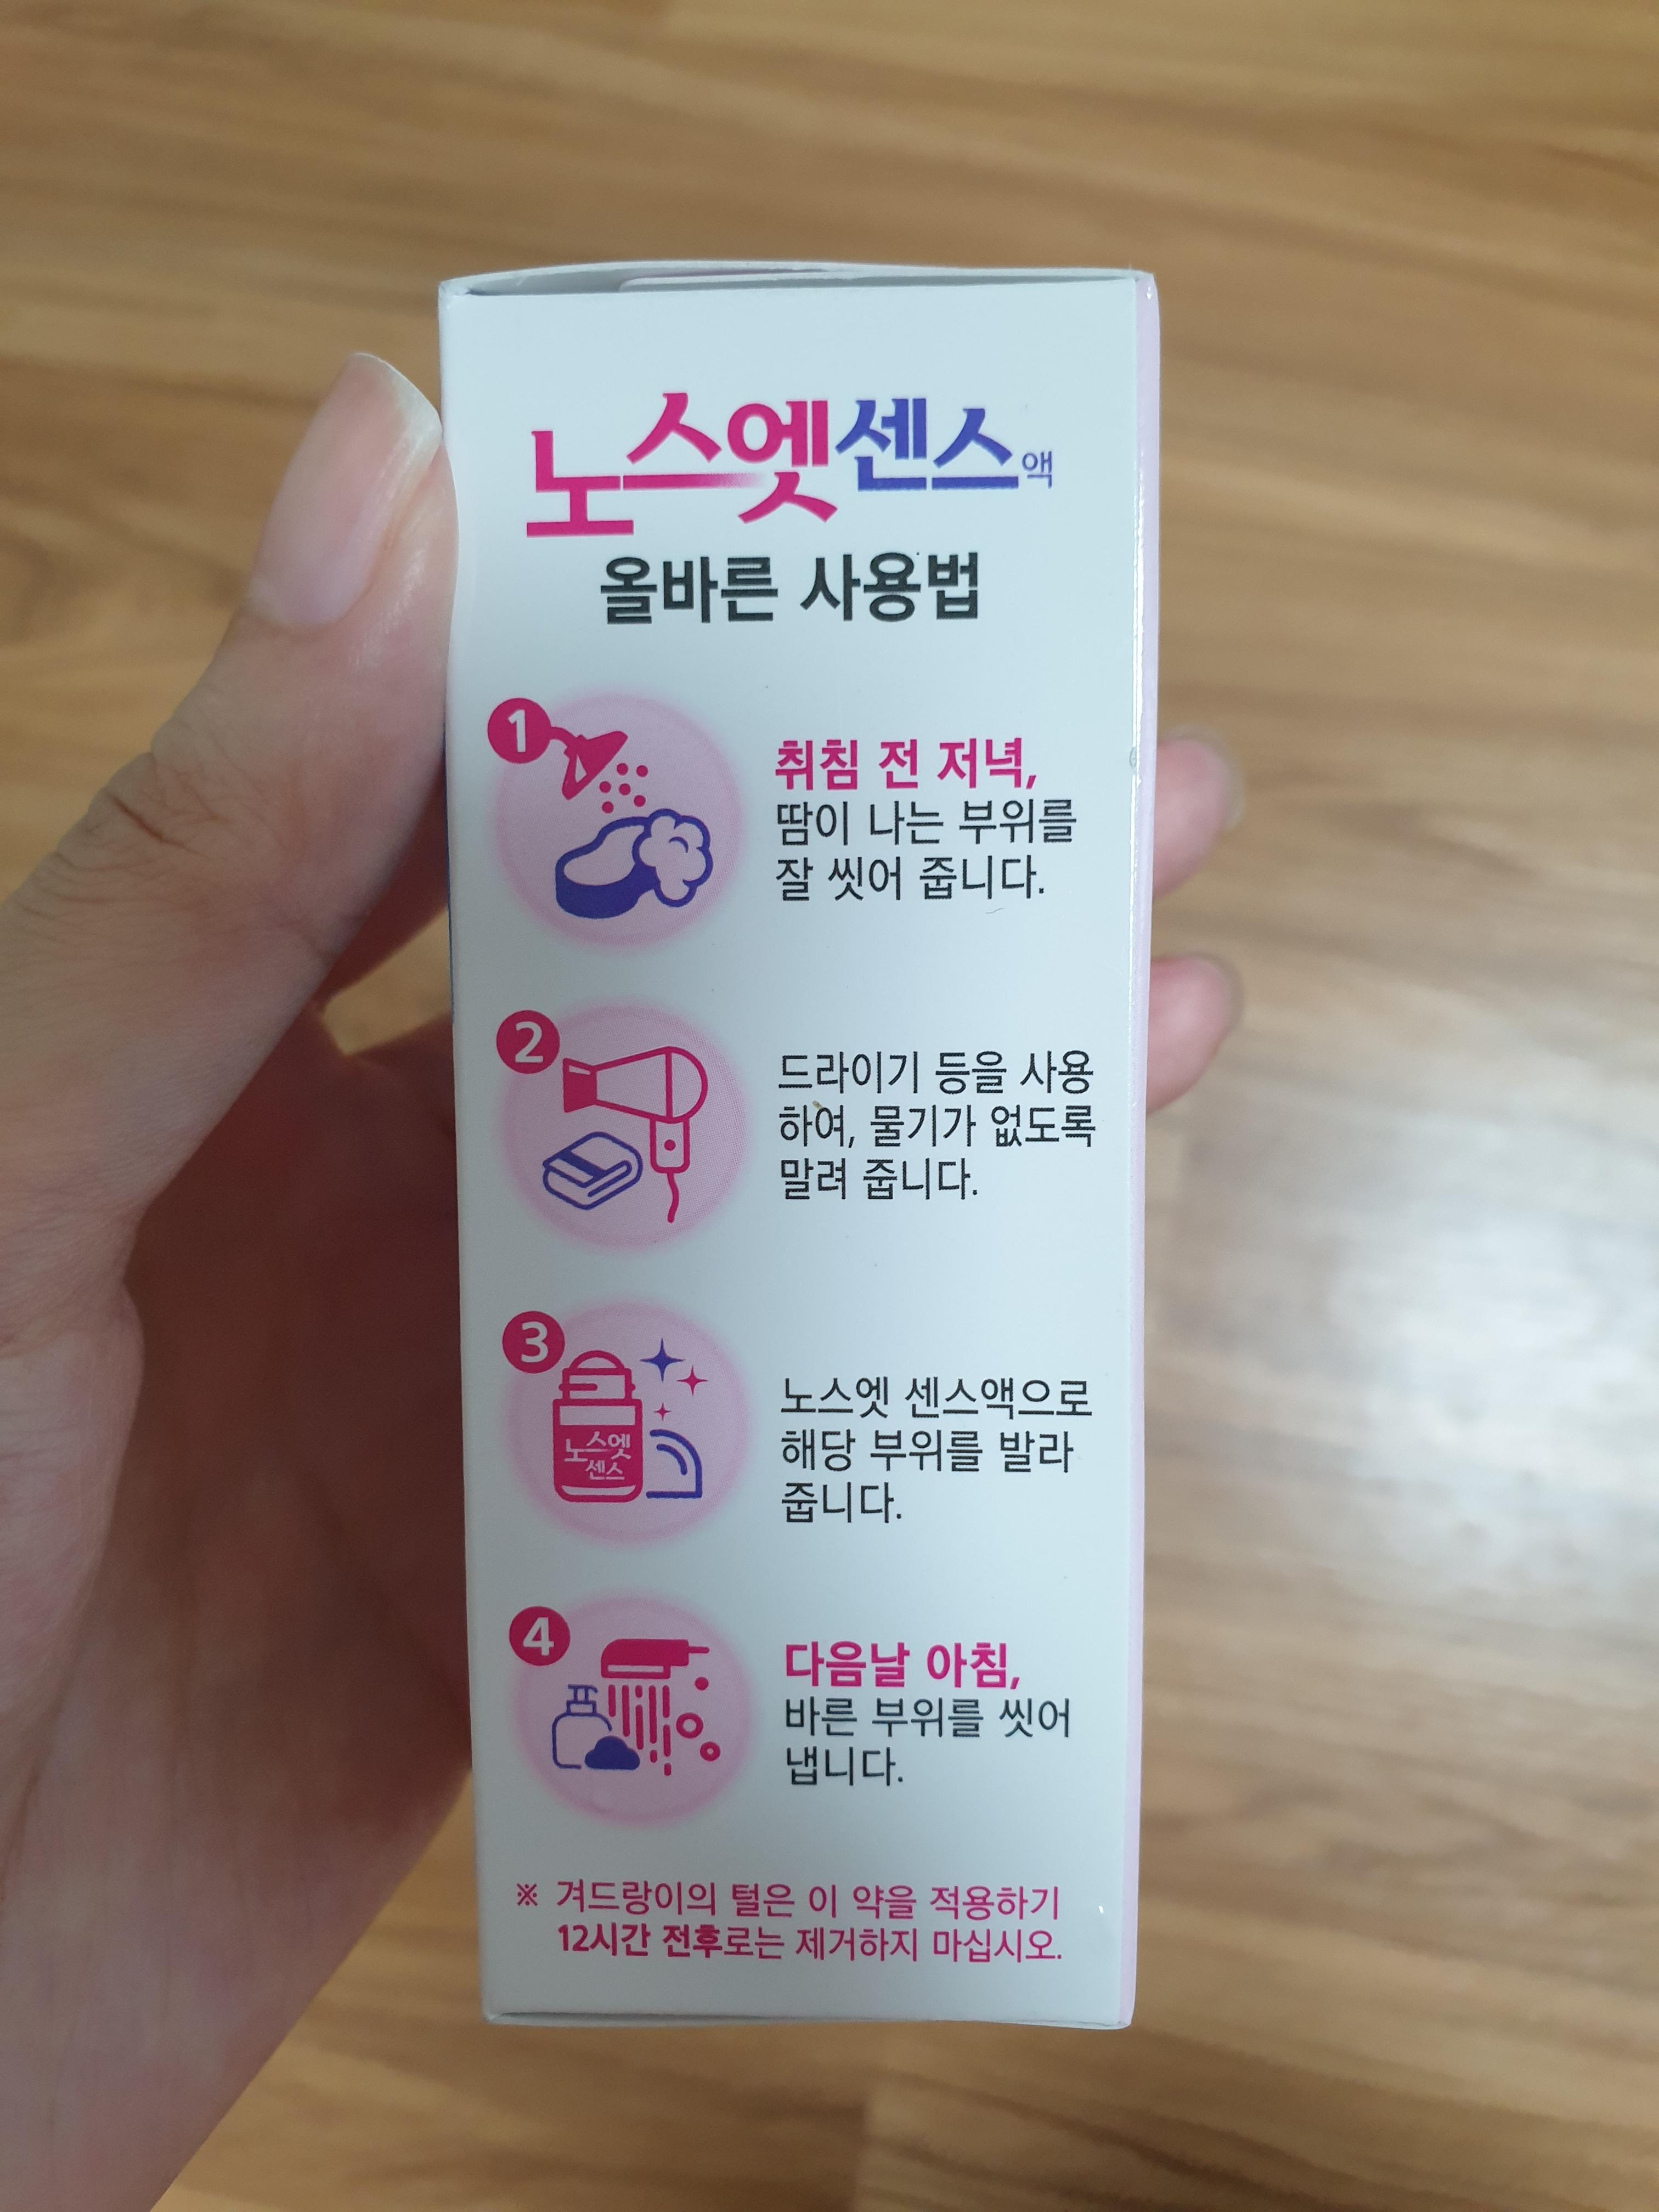 노스엣센스액
올바른 사용법
1
취침 전 저녁,
땀이 나는 부위를
잘 씻어 줍니다.
2
드라이기 등을 사용
하여, 물기가 없도록
말려 줍니다.
3
노스엣
센스
노스엣 센스액으로
해당 부위를 발라
줍니다.
4
다음날 아침,
바른 부위를 씻어
냅니다.
※ 겨드랑이의 털은 이 약을 적용하기
12시간 전후로는 제거하지 마십시오.